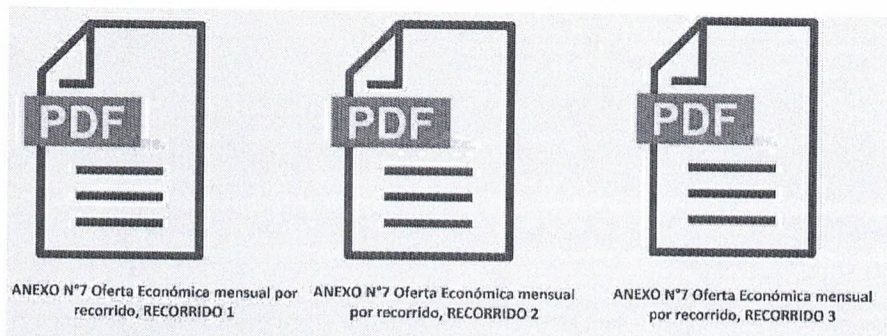 PDF
PDF
PDF
ANEXO N°7 Oferta Económica mensual por
recorrido, RECORRIDO 1
ANEXO N°7 Oferta Económica mensual
por recorrido, RECORRIDO 2
ANEXO N°7 Oferta Económica mensual
por recorrido, RECORRIDO 3